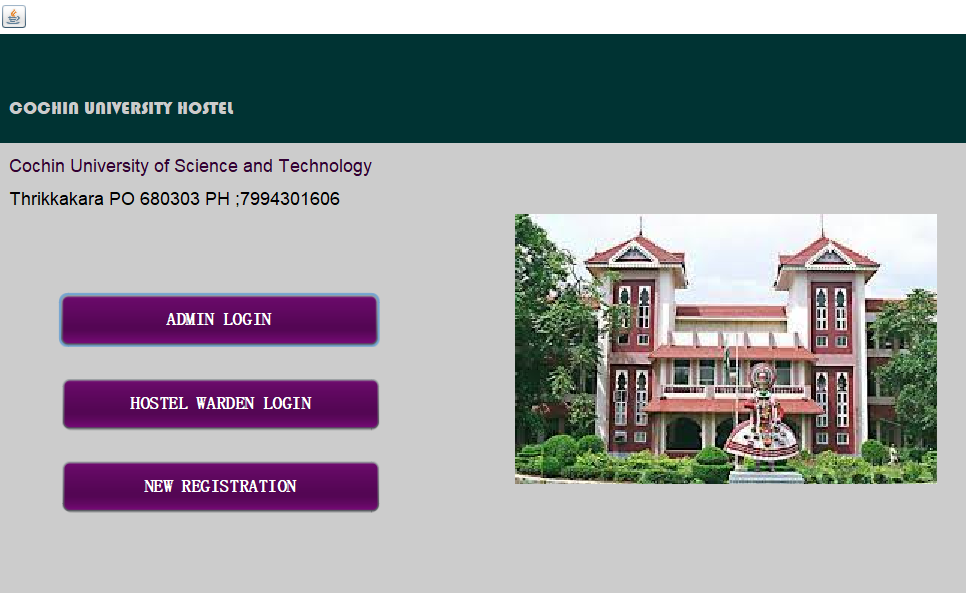 COCHIN UNIVERSITY HOSTEL
Cochin University of Science and Technology
Thrikkakara PO 680303 PH ;7994301606
ADMIN LOGIN
HOSTEL WARDEN LOGIN
NEW REGISTRATION